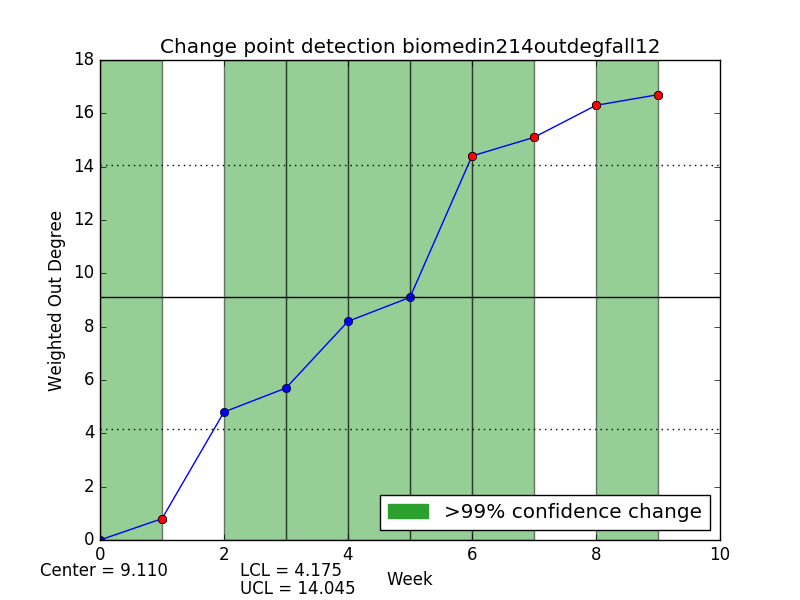 Change point detection biomedin214outdegfall12
18
16
14
12
10
8
6
4
2
0
Weighted Out Degree
>99% confidence change
0 2 4 6 8 10
Center = 9.110 LCL = 4.175 Week
UCL = 14.045